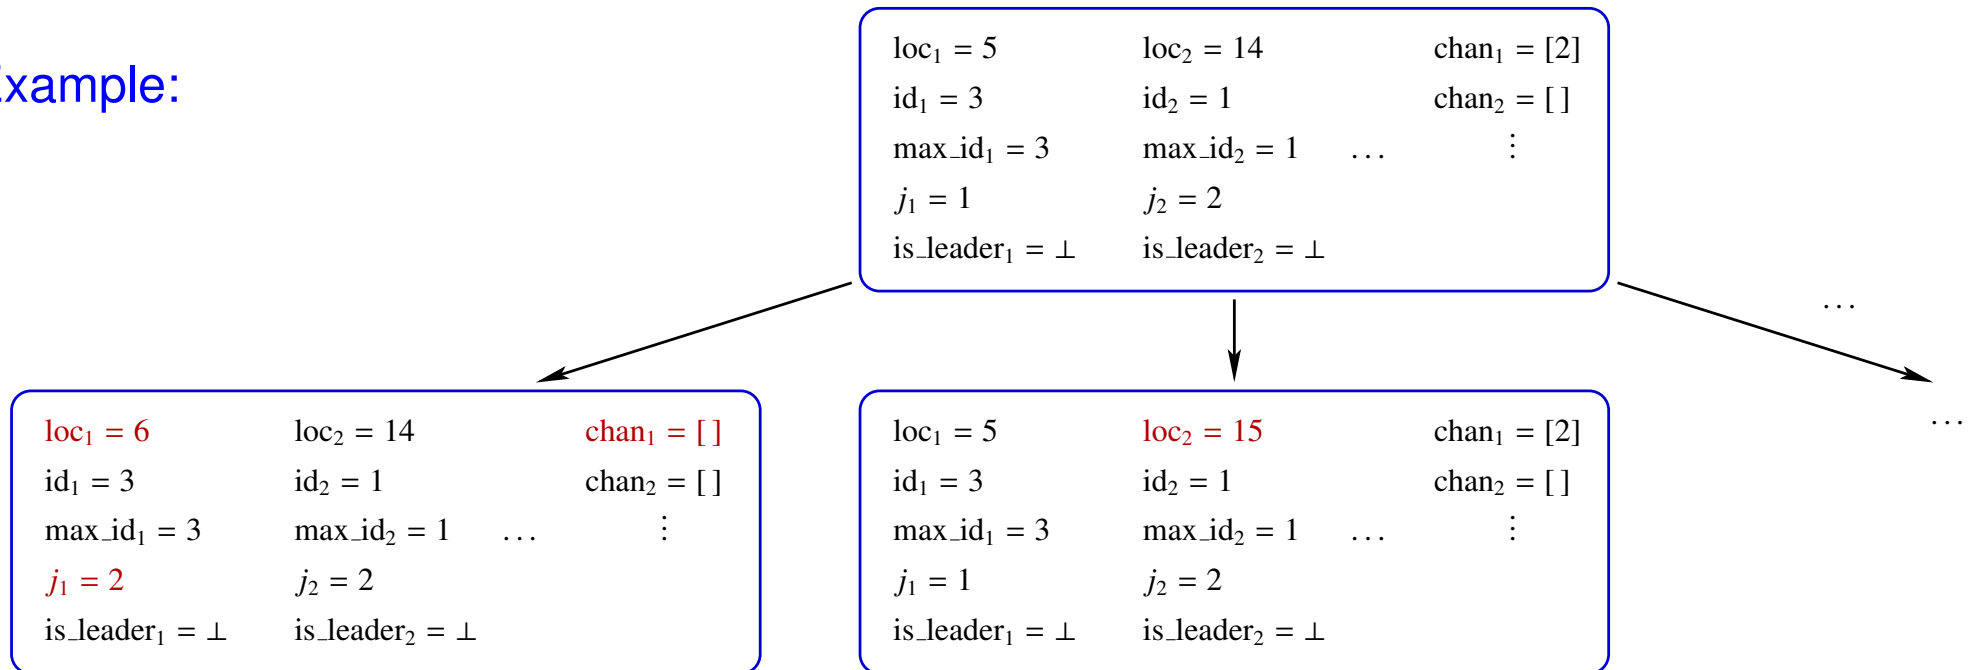 Example:
loc₁ = 5 loc₂ = 14 chan₁ = [2]
id₁ = 3 id₂ = 1 chan₂ = [ ]
max_id₁ = 3 max_id₂ = 1 … ⋮
j₁ = 1 j₂ = 2
is_leader₁ = ⊥ is_leader₂ = ⊥
…
loc₁ = 6 loc₂ = 14 chan₁ = [ ]
id₁ = 3 id₂ = 1 chan₂ = [ ]
max_id₁ = 3 max_id₂ = 1 … ⋮
j₁ = 2 j₂ = 2
is_leader₁ = ⊥ is_leader₂ = ⊥
loc₁ = 5 loc₂ = 15 chan₁ = [2]
id₁ = 3 id₂ = 1 chan₂ = [ ]
max_id₁ = 3 max_id₂ = 1 … ⋮
j₁ = 1 j₂ = 2
is_leader₁ = ⊥ is_leader₂ = ⊥
…